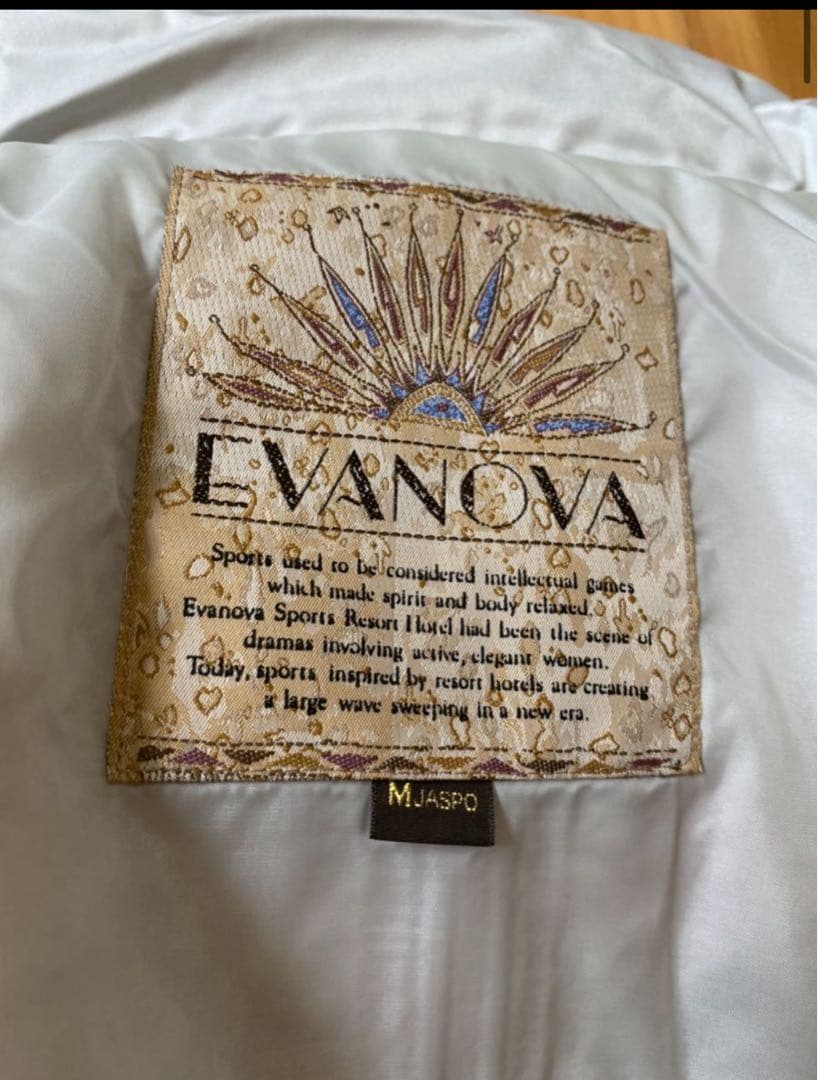 EVANOVA
Sports used to be considered intellectual games
which made spirit and body relaxed.
Evanova Sports Resort Hotel had been the scene of
dramas involving active, elegant women.
Today, sports inspired by resort hotels are creating
a large wave sweeping in a new era.
M JASPO